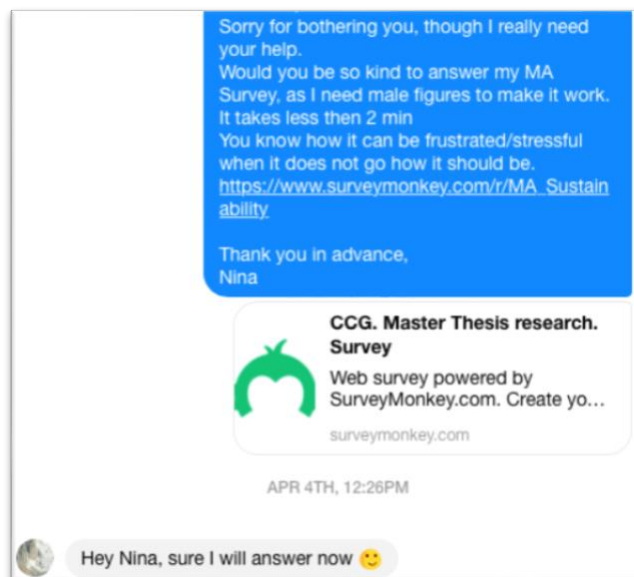 Sorry for bothering you, though I really need
your help.
Would you be so kind to answer my MA
Survey, as I need male figures to make it work.
It takes less then 2 min
You know how it can be frustrated/stressful
when it does not go how it should be.
https://www.surveymonkey.com/r/MA_Sustain
ability
Thank you in advance,
Nina
CCG. Master Thesis research.
Survey
Web survey powered by
SurveyMonkey.com. Create yo...
surveymonkey.com
APR 4TH, 12:26PM
Hey Nina, sure I will answer now 🙂